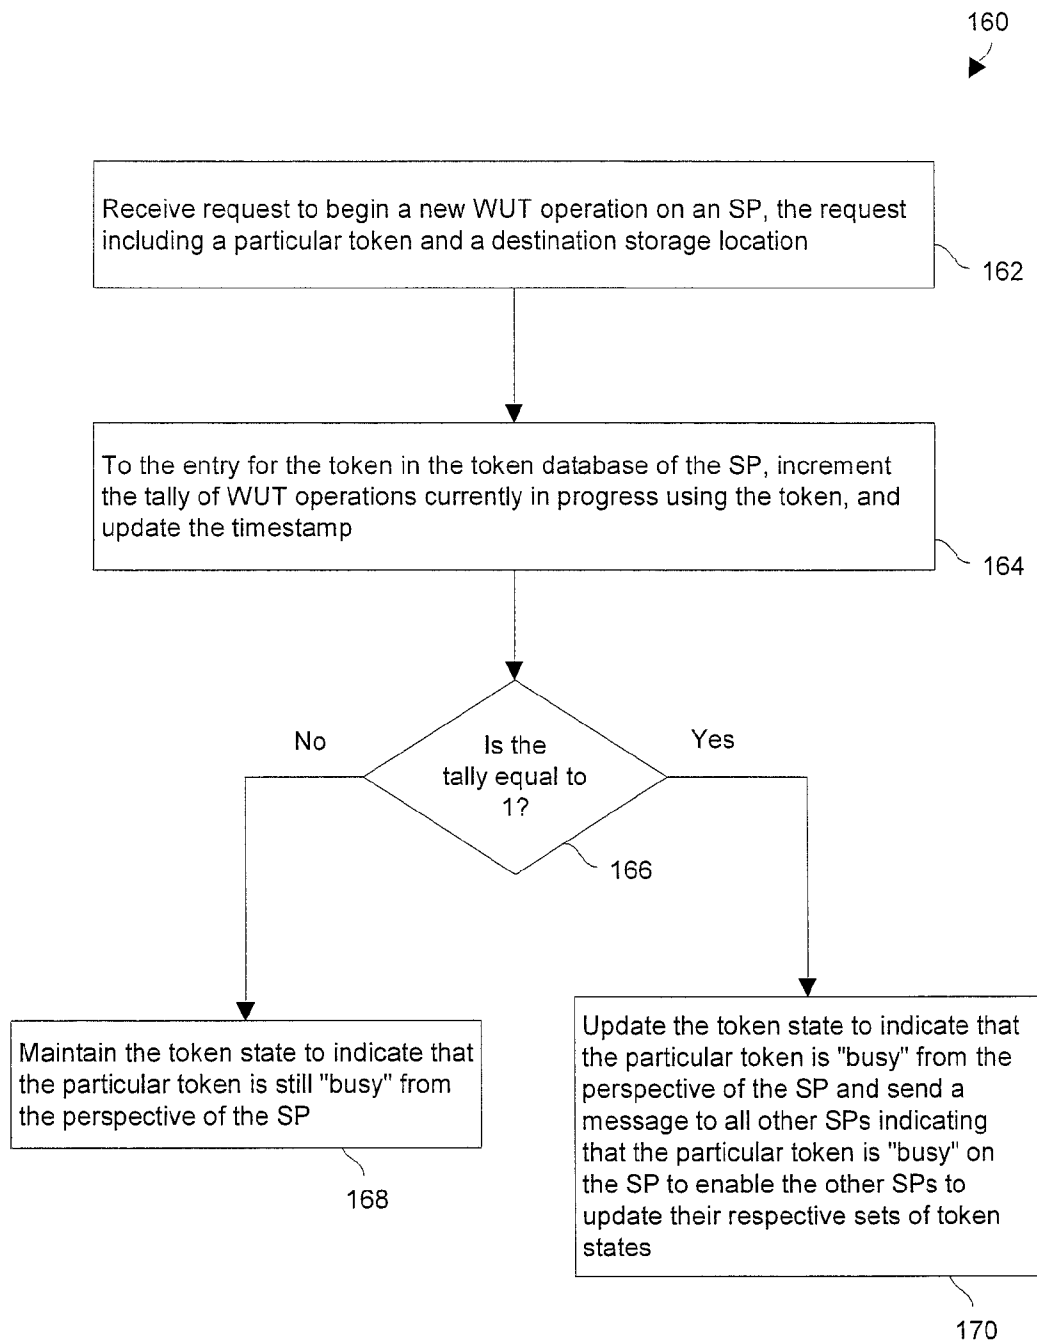 160
Receive request to begin a new WUT operation on an SP, the request
including a particular token and a destination storage location
162
To the entry for the token in the token database of the SP, increment
the tally of WUT operations currently in progress using the token, and
update the timestamp
164
No
Yes
Is the
tally equal to
1?
166
Maintain the token state to indicate that
the particular token is still "busy" from
the perspective of the SP
168
Update the token state to indicate that
the particular token is "busy" from the
perspective of the SP and send a
message to all other SPs indicating
that the particular token is "busy" on
the SP to enable the other SPs to
update their respective sets of token
states
170